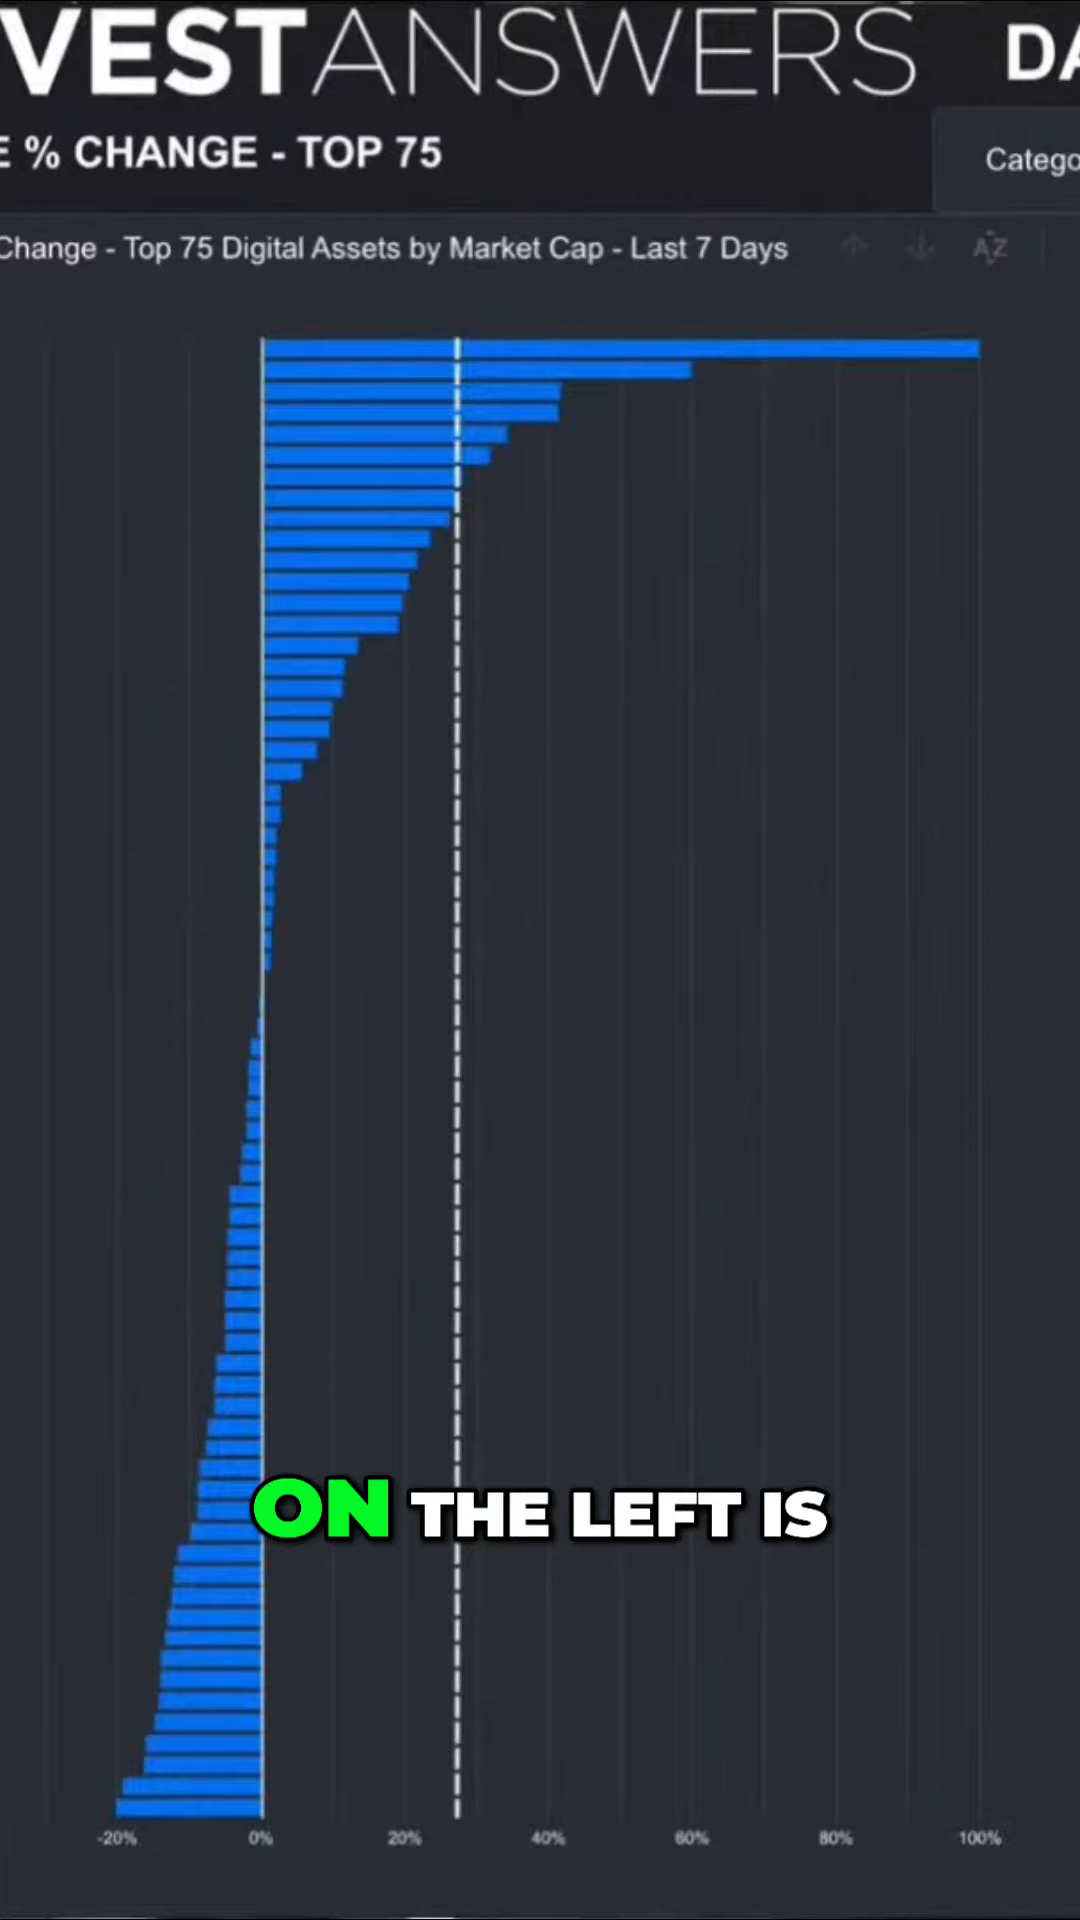 VESTANSWERS DA
E % CHANGE - TOP 75
Catego
Change - Top 75 Digital Assets by Market Cap - Last 7 Days
AZ
ON THE LEFT IS
-20% 0% 20% 40% 60% 80% 100%